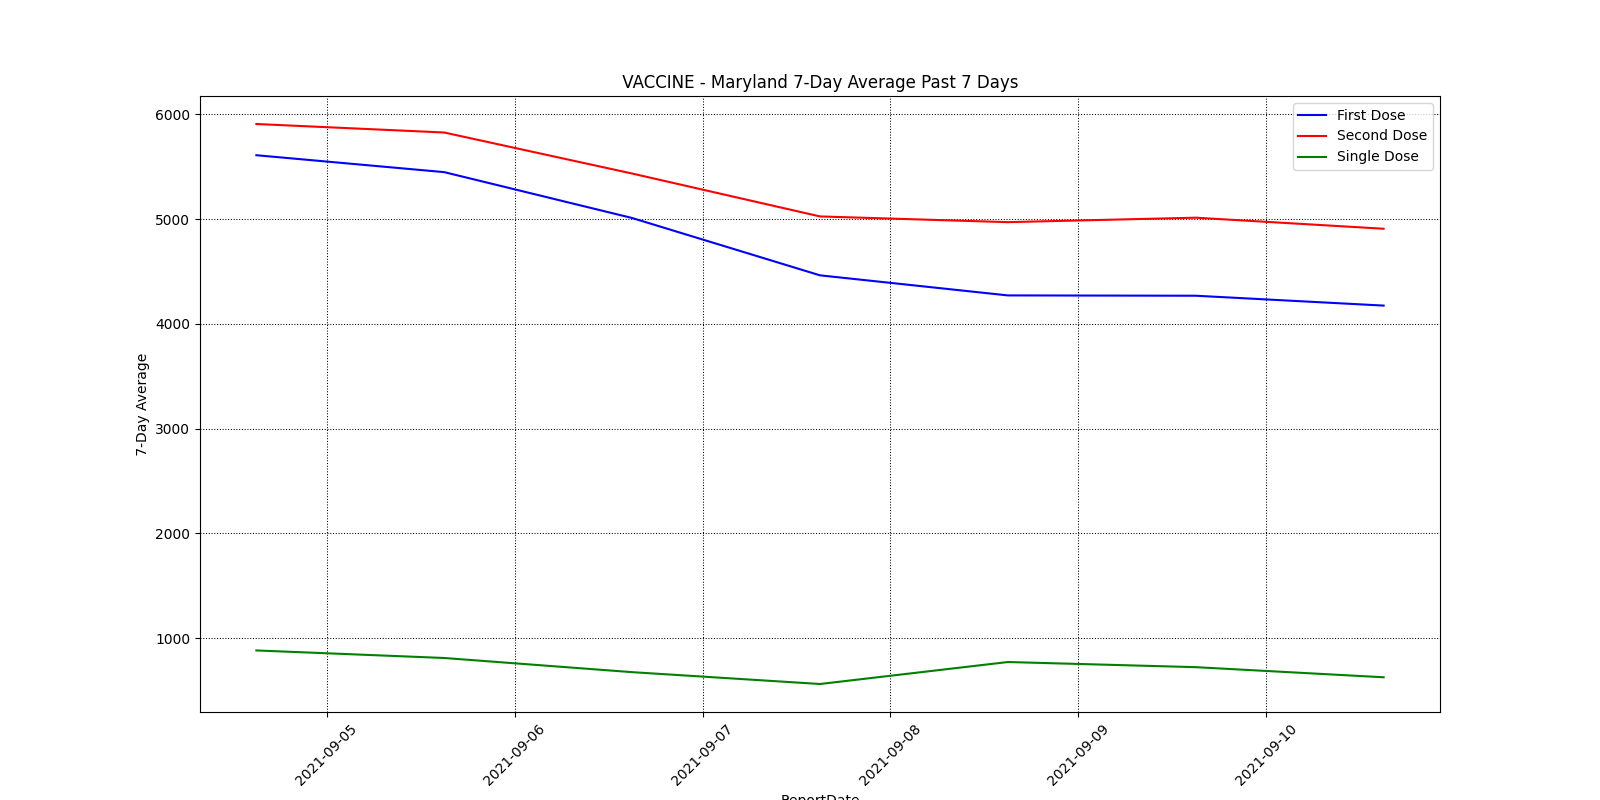 VACCINE - Maryland 7-Day Average Past 7 Days
First Dose
Second Dose
Single Dose
7-Day Average
6000
5000
4000
3000
2000
1000
2021-09-05
2021-09-06
2021-09-07
2021-09-08
2021-09-09
2021-09-10
ReportDate